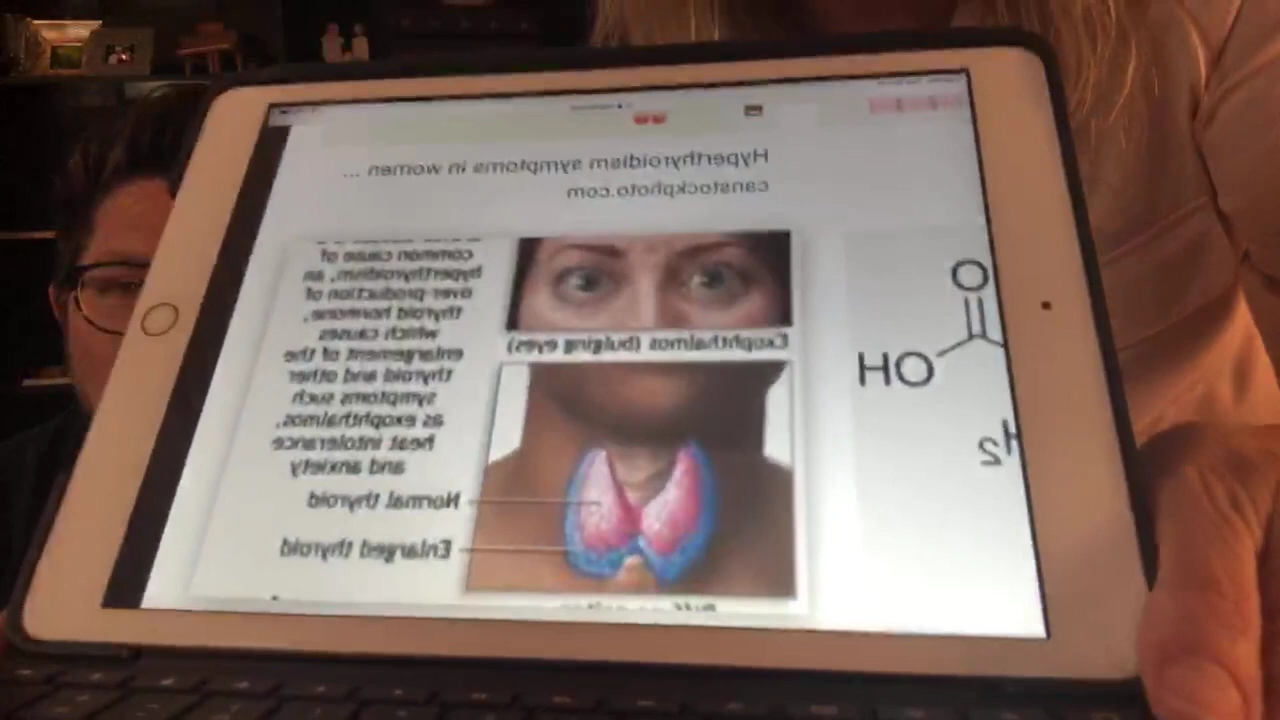 Hyperthyroidism symptoms in women ...
canstockphoto.com
common cause of
hyperthyroidism, an
over-production of
thyroid hormone,
which causes
enlargement of the
thyroid and other
symptoms such
as exophthalmos,
heat intolerance
and anxiety
Normal thyroid
Enlarged thyroid
Exophthalmos (bulging eyes)
O
HO